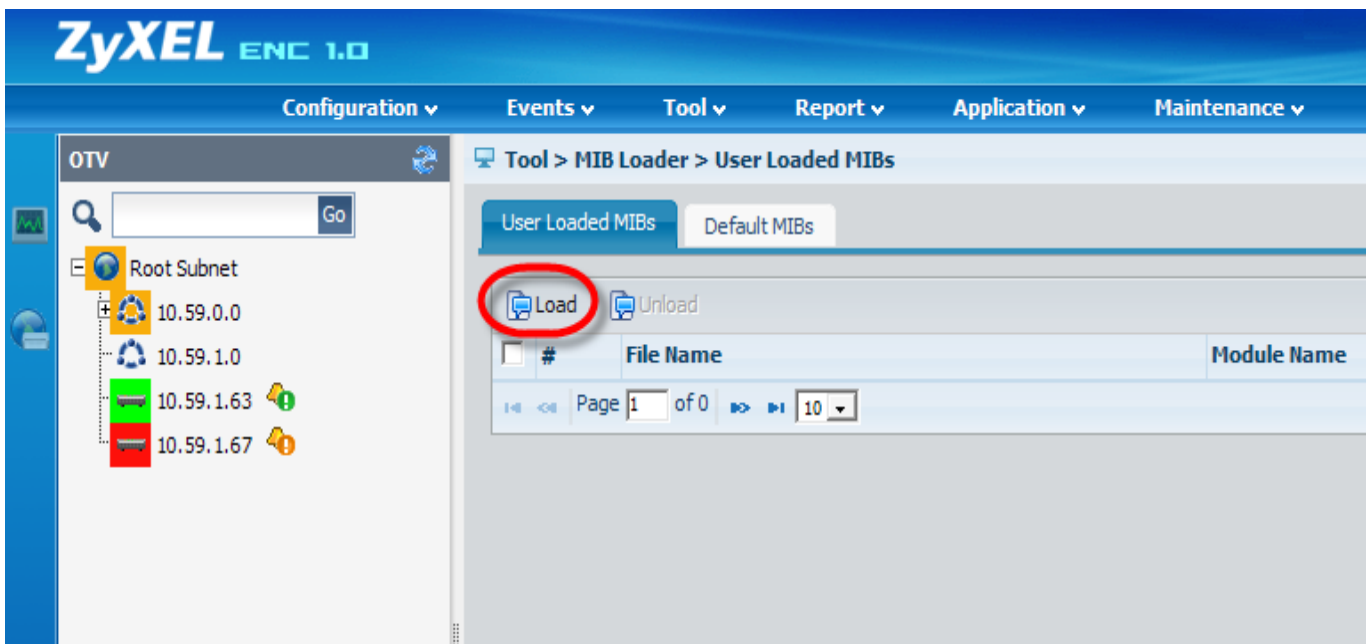 ZyXEL ENC 1.0
Configuration Events Tool Report Application Maintenance
OTV
Tool > MIB Loader > User Loaded MIBs
Go
User Loaded MIBs Default MIBs
Root Subnet
10.59.0.0
10.59.1.0
10.59.1.63
10.59.1.67
Load Unload
# File Name Module Name
Page 1 of 0 10